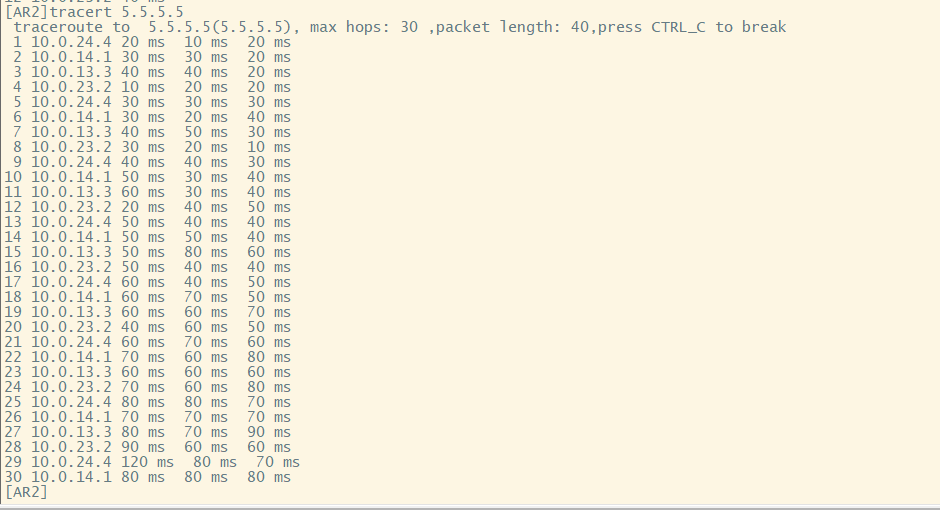 [AR2]tracert 5.5.5.5
traceroute to  5.5.5.5(5.5.5.5), max hops: 30 ,packet length: 40,press CTRL_C to break
1 10.0.24.4 20 ms  10 ms  20 ms
2 10.0.14.1 30 ms  30 ms  20 ms
3 10.0.13.3 40 ms  40 ms  20 ms
4 10.0.23.2 10 ms  20 ms  20 ms
5 10.0.24.4 30 ms  30 ms  30 ms
6 10.0.14.1 30 ms  20 ms  40 ms
7 10.0.13.3 40 ms  50 ms  30 ms
8 10.0.23.2 30 ms  20 ms  10 ms
9 10.0.24.4 40 ms  40 ms  30 ms
10 10.0.14.1 50 ms  30 ms  40 ms
11 10.0.13.3 60 ms  30 ms  40 ms
12 10.0.23.2 20 ms  40 ms  50 ms
13 10.0.24.4 50 ms  40 ms  40 ms
14 10.0.14.1 50 ms  50 ms  40 ms
15 10.0.13.3 50 ms  80 ms  60 ms
16 10.0.23.2 50 ms  40 ms  40 ms
17 10.0.24.4 60 ms  40 ms  50 ms
18 10.0.14.1 60 ms  70 ms  50 ms
19 10.0.13.3 60 ms  60 ms  70 ms
20 10.0.23.2 40 ms  60 ms  50 ms
21 10.0.24.4 60 ms  70 ms  60 ms
22 10.0.14.1 70 ms  60 ms  80 ms
23 10.0.13.3 60 ms  60 ms  60 ms
24 10.0.23.2 70 ms  60 ms  80 ms
25 10.0.24.4 80 ms  80 ms  70 ms
26 10.0.14.1 70 ms  70 ms  70 ms
27 10.0.13.3 80 ms  70 ms  90 ms
28 10.0.23.2 90 ms  60 ms  60 ms
29 10.0.24.4 120 ms  80 ms  70 ms
30 10.0.14.1 80 ms  80 ms  80 ms
[AR2]